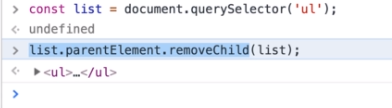 > const list = document.querySelector('ul');
<· undefined
> list.parentElement.removeChild(list);
<· ▶<ul>…</ul>
>